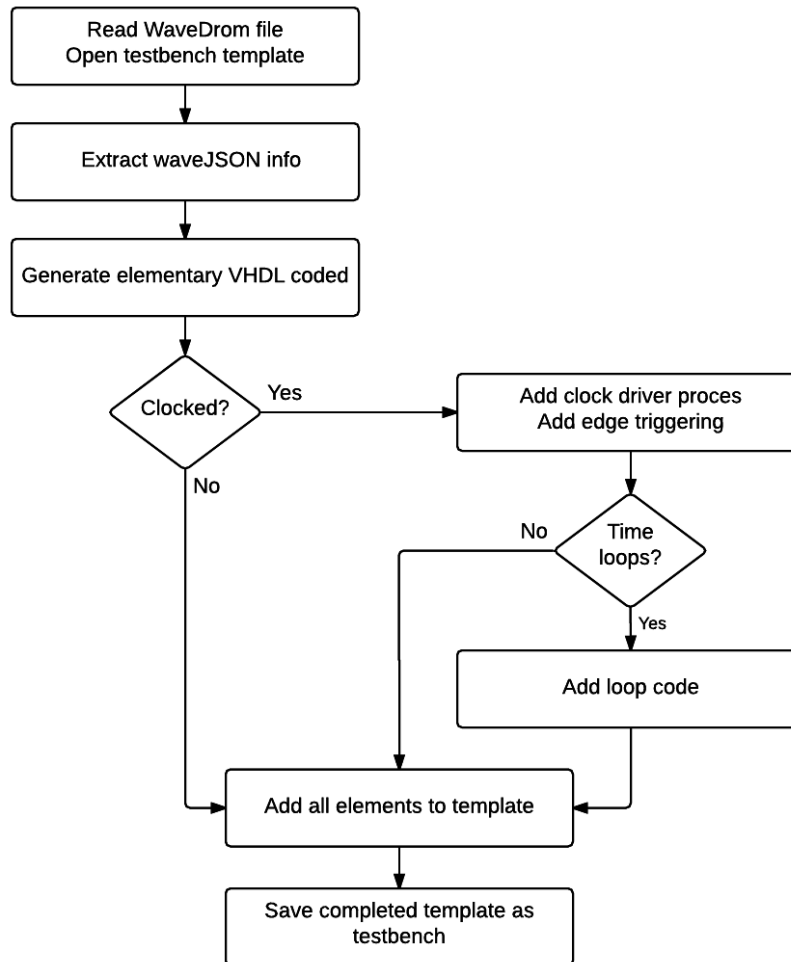 Read WaveDrom file
Open testbench template
Extract waveJSON info
Generate elementary VHDL coded
Clocked?
Yes
Add clock driver proces
Add edge triggering
No
No
Time
loops?
Yes
Add loop code
Add all elements to template
Save completed template as
testbench